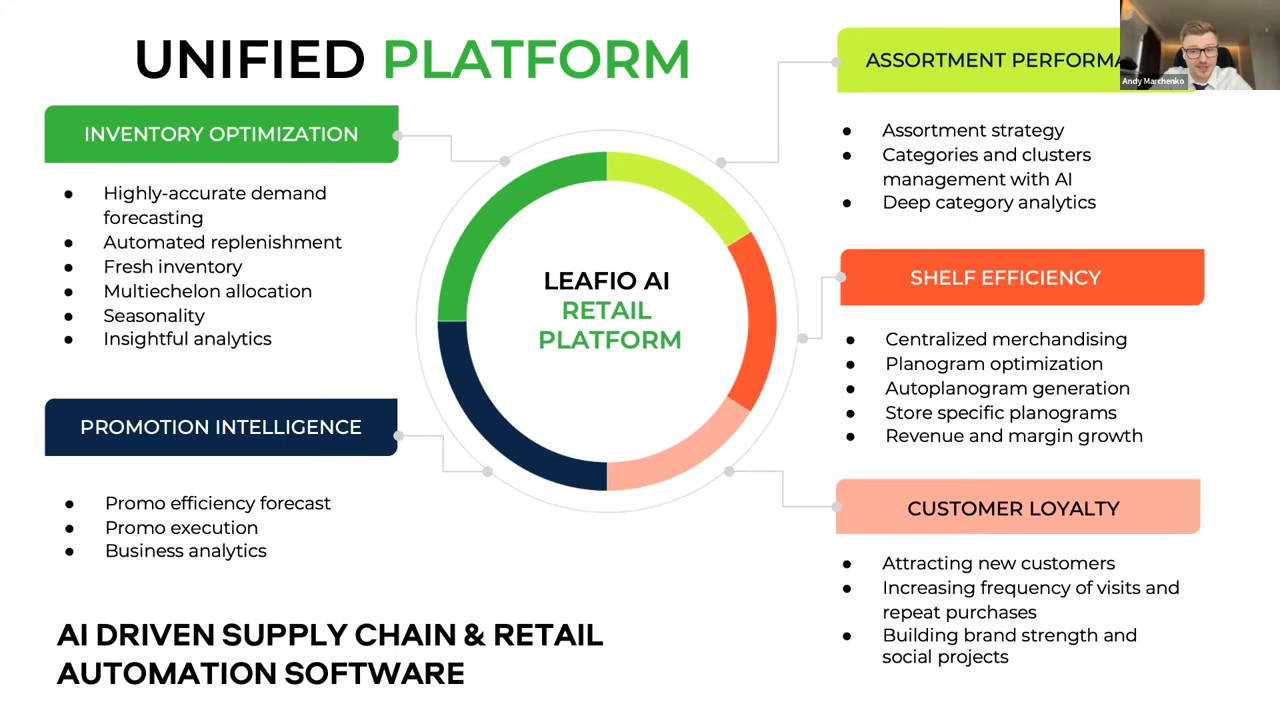 UNIFIED PLATFORM
INVENTORY OPTIMIZATION
● Highly-accurate demand
forecasting
● Automated replenishment
● Fresh inventory
● Multiechelon allocation
● Seasonality
● Insightful analytics
PROMOTION INTELLIGENCE
● Promo efficiency forecast
● Promo execution
● Business analytics
AI DRIVEN SUPPLY CHAIN & RETAIL
AUTOMATION SOFTWARE
LEAFIO AI
RETAIL
PLATFORM
ASSORTMENT
Andy Marchenko
● Assortment strategy
● Categories and clusters
management with AI
● Deep category analytics
SHELF EFFICIENCY
● Centralized merchandising
● Planogram optimization
● Autoplanogram generation
● Store specific planograms
● Revenue and margin growth
CUSTOMER LOYALTY
● Attracting new customers
● Increasing frequency of visits and
repeat purchases
● Building brand strength and
social projects